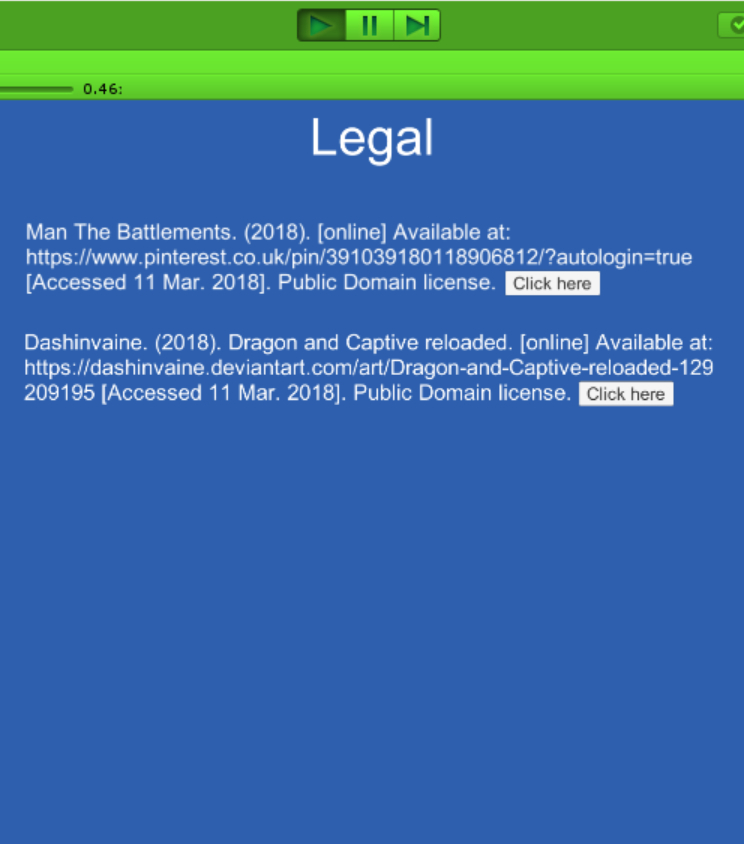 0.46:
Legal
Man The Battlements. (2018). [online] Available at:
https://www.pinterest.co.uk/pin/391039180118906812/?autologin=true
[Accessed 11 Mar. 2018]. Public Domain license. Click here
Dashinvaine. (2018). Dragon and Captive reloaded. [online] Available at:
https://dashinvaine.deviantart.com/art/Dragon-and-Captive-reloaded-129
209195 [Accessed 11 Mar. 2018]. Public Domain license. Click here